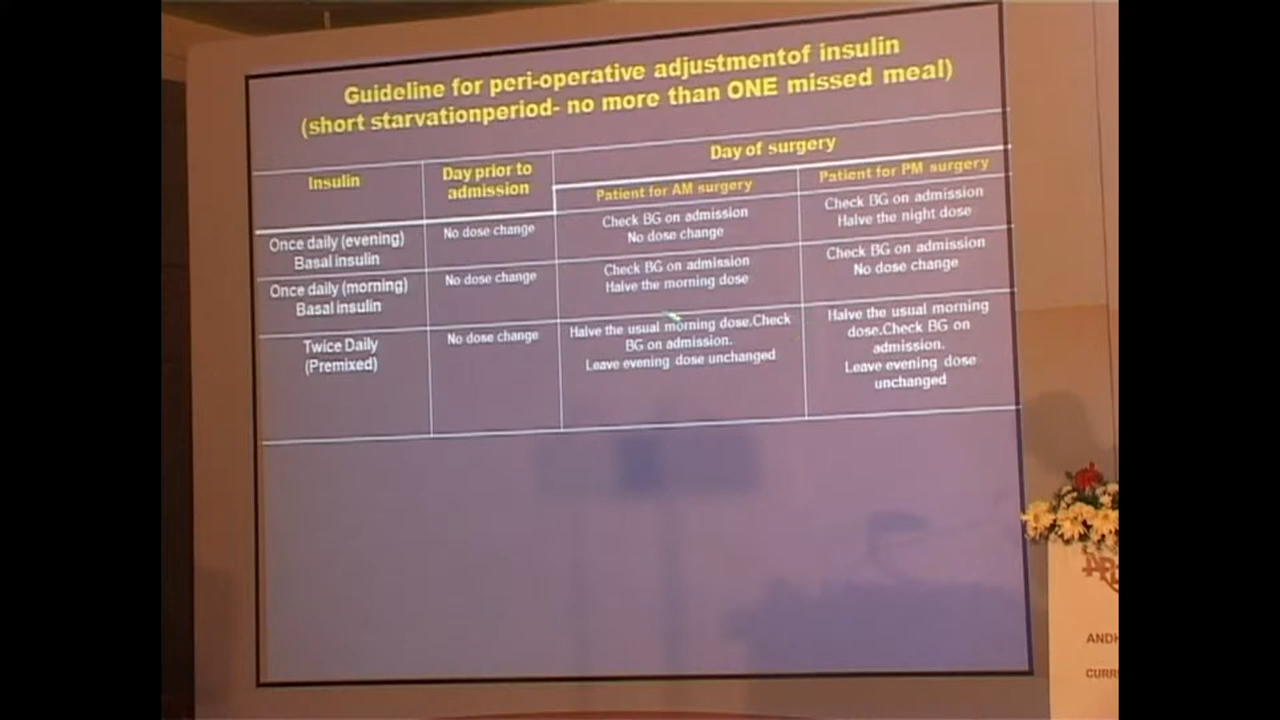 Guideline for peri-operative adjustmentof insulin
(short starvationperiod- no more than ONE missed meal)
Insulin
Day prior to
admission
Day of surgery
Patient for AM surgery
Patient for PM surgery
Once daily (evening)
Basal insulin
No dose change
Check BG on admission
No dose change
Check BG on admission
Halve the night dose
Once daily (morning)
Basal insulin
No dose change
Check BG on admission
Halve the morning dose
Check BG on admission
No dose change
Twice Daily
(Premixed)
No dose change
Halve the usual morning dose.Check
BG on admission.
Leave evening dose unchanged
Halve the usual morning
dose.Check BG on
admission.
Leave evening dose
unchanged